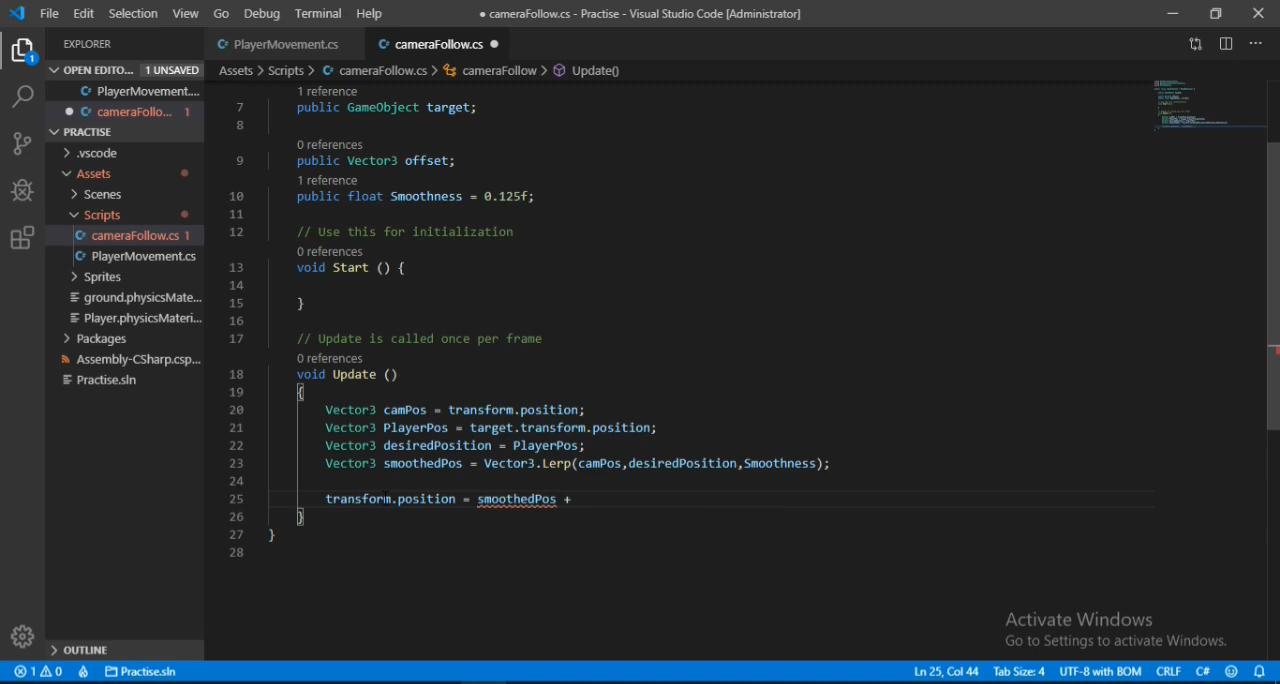 File Edit Selection View Go Debug Terminal Help
● cameraFollow.cs - Practise - Visual Studio Code [Administrator]
EXPLORER
PlayerMovement.cs
cameraFollow.cs
OPEN EDITO... 1 UNSAVED
PlayerMovement....
cameraFollo... 1
PRACTISE
.vscode
Assets
Scenes
Scripts
cameraFollow.cs 1
PlayerMovement.cs
Sprites
ground.physicsMate...
Player.physicsMateri...
Packages
Assembly-CSharp.csp...
Practise.sln
OUTLINE
1
Assets > Scripts > cameraFollow.cs > cameraFollow > Update()
1 reference
7 public GameObject target;
8
0 references
9 public Vector3 offset;
1 reference
10 public float Smoothness = 0.125f;
11
12 // Use this for initialization
0 references
13 void Start () {
14
15 }
16
17 // Update is called once per frame
0 references
18 void Update ()
19 {
20 Vector3 camPos = transform.position;
21 Vector3 PlayerPos = target.transform.position;
22 Vector3 desiredPosition = PlayerPos;
23 Vector3 smoothedPos = Vector3.Lerp(camPos,desiredPosition,Smoothness);
24
25 transform.position = smoothedPos +
26 }
27 }
28
Activate Windows
Go to Settings to activate Windows.
1 0 Practise.sln
Ln 25, Col 44 Tab Size: 4 UTF-8 with BOM CRLF C#